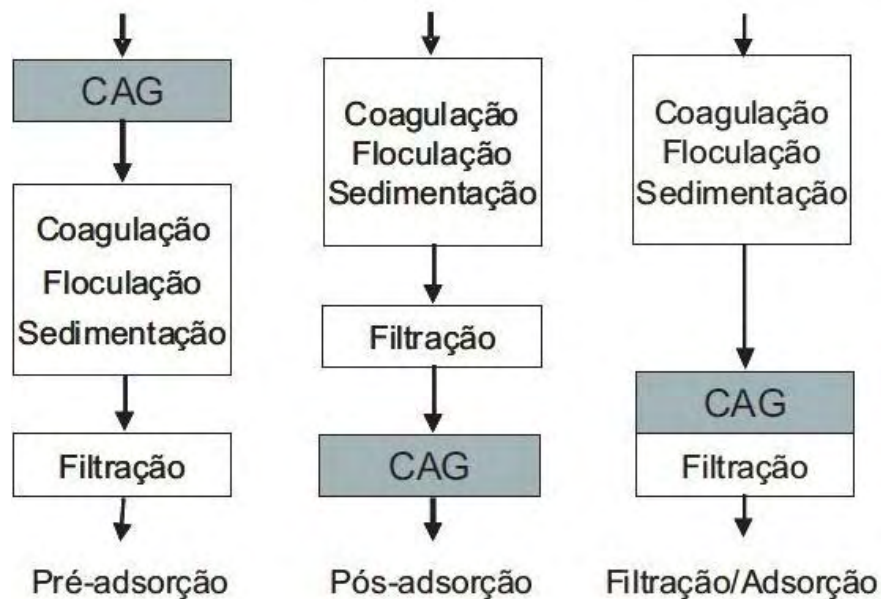 CAG
Coagulação
Floculação
Sedimentação
Filtração
Pré-adsorção
Coagulação
Floculação
Sedimentação
Filtração
CAG
Pós-adsorção
Coagulação
Floculação
Sedimentação
CAG
Filtração
Filtração/Adsorção